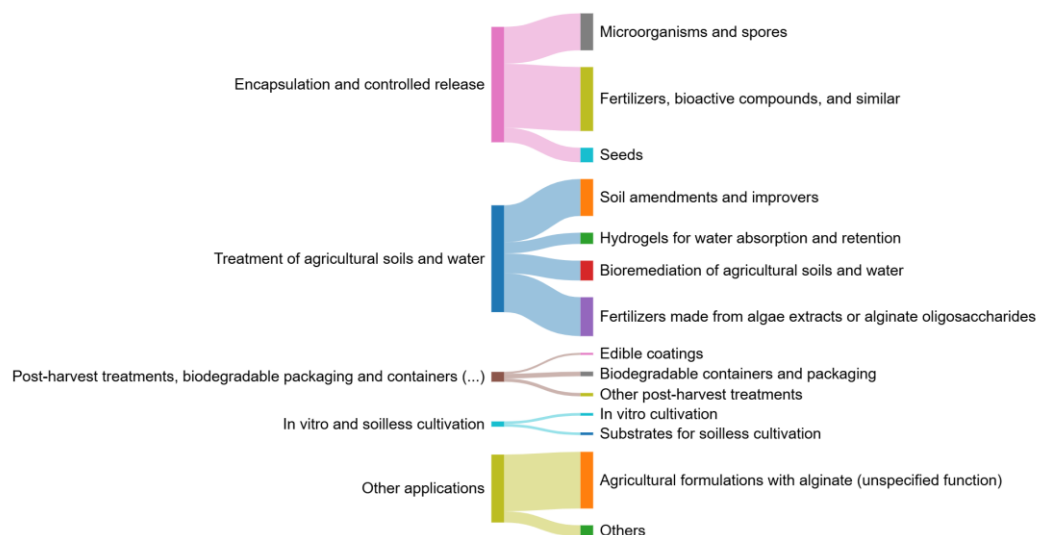 Microorganisms and spores
Encapsulation and controlled release
Fertilizers, bioactive compounds, and similar
Seeds
Soil amendments and improvers
Hydrogels for water absorption and retention
Treatment of agricultural soils and water
Bioremediation of agricultural soils and water
Fertilizers made from algae extracts or alginate oligosaccharides
Edible coatings
Post-harvest treatments, biodegradable packaging and containers (...)
Biodegradable containers and packaging
Other post-harvest treatments
In vitro cultivation
In vitro and soilless cultivation
Substrates for soilless cultivation
Agricultural formulations with alginate (unspecified function)
Other applications
Others